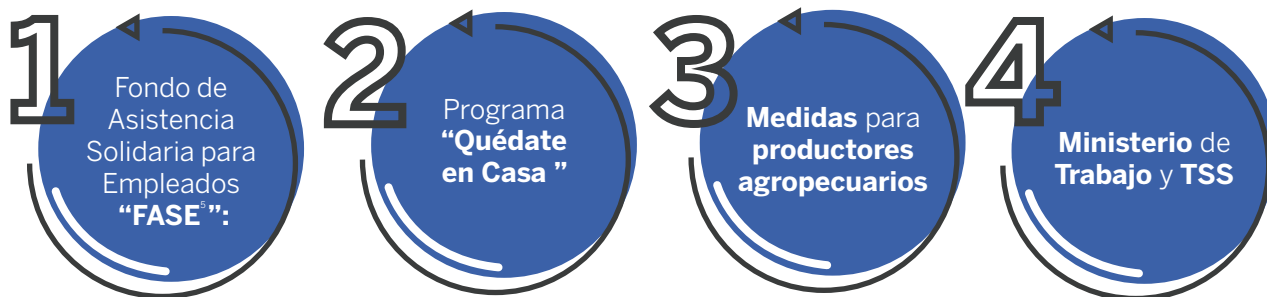 1
Fondo de
Asistencia
Solidaria para
Empleados
“FASE⁵”:
2
Programa
“Quédate
en Casa ”
3
Medidas para
productores
agropecuarios
4
Ministerio de
Trabajo y TSS